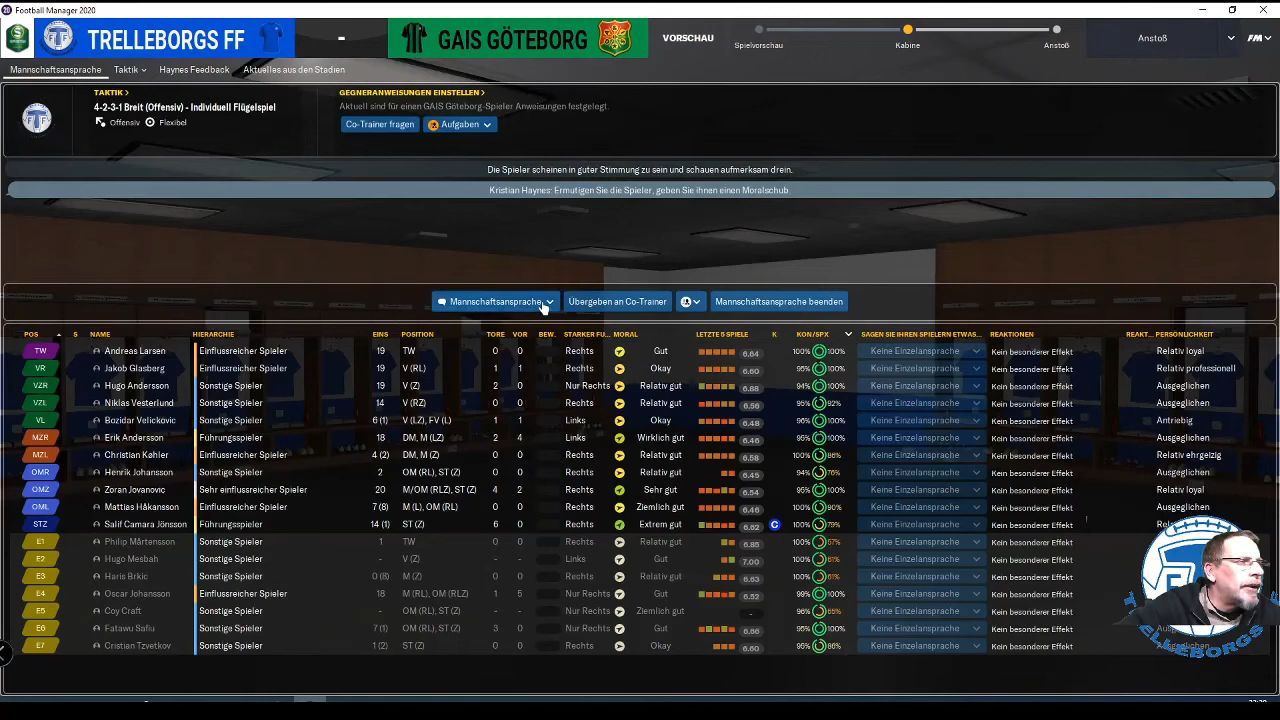 Football Manager 2020
TRELLEBORGS FF - GAIS GÖTEBORG VORSCHAU Spielvorschau Kabine Anstoß Anstoß FM
Mannschaftsansprache Taktik Haynes Feedback Aktuelles aus den Stadien
TAKTIK > GEGNERANWEISUNGEN EINSTELLEN >
4-2-3-1 Breit (Offensiv) - Individuell Flügelspiel Aktuell sind für einen GAIS Göteborg-Spieler Anweisungen festgelegt.
Offensiv Flexibel Co-Trainer fragen Aufgaben
Die Spieler scheinen in guter Stimmung zu sein und schauen aufmerksam drein.
Kristian Haynes: Ermutigen Sie die Spieler, geben Sie ihnen einen Moralschub.
Mannschaftsansprache Übergeben an Co-Trainer Mannschaftsansprache beenden
POS S NAME HIERARCHIE EINS POSITION TORE VOR BEW. STARKER FU... MORAL LETZTE 5 SPIELE K KON/SPX SAGEN SIE IHREN SPIELERN ETWAS... REAKTIONEN REAKT... PERSÖNLICHKEIT
TW Andreas Larsen Einflussreicher Spieler 19 TW 0 0 Rechts Gut 6.64 100% 100% Keine Einzelansprache Kein besonderer Effekt Relativ loyal
VR Jakob Glasberg Einflussreicher Spieler 19 V (RL) 1 1 Rechts Okay 6.60 95% 100% Keine Einzelansprache Kein besonderer Effekt Relativ professionell
VZR Hugo Andersson Sonstige Spieler 19 V (Z) 2 0 Nur Rechts Relativ gut 6.88 95% 100% Keine Einzelansprache Kein besonderer Effekt Ausgeglichen
VZL Niklas Vesterlund Sonstige Spieler 14 V (RZ) 0 0 Rechts Relativ gut 6.56 95% 92% Keine Einzelansprache Kein besonderer Effekt Ausgeglichen
VL Bozidar Velickovic Sonstige Spieler 6 (1) V (LZ), FV (L) 1 1 Links Okay 6.48 96% 100% Keine Einzelansprache Kein besonderer Effekt Antriebig
MZR Erik Andersson Führungsspieler 18 DM, M (LZ) 2 4 Links Wirklich gut 6.46 95% 100% Keine Einzelansprache Kein besonderer Effekt Ausgeglichen
MZL Christian Køhler Einflussreicher Spieler 4 (2) DM, M (Z) 1 0 Rechts Relativ gut 6.58 100% 86% Keine Einzelansprache Kein besonderer Effekt Relativ ehrgeizig
OMR Henrik Johansson Sonstige Spieler 2 OM (RL), ST (Z) 0 0 Rechts Relativ gut 6.45 94% 76% Keine Einzelansprache Kein besonderer Effekt Ausgeglichen
OMZ Zoran Jovanovic Sehr einflussreicher Spieler 20 M/OM (RLZ), ST (Z) 4 2 Rechts Sehr gut 6.54 95% 100% Keine Einzelansprache Kein besonderer Effekt Relativ loyal
OML Mattias Håkansson Einflussreicher Spieler 7 (8) M (L), OM (RL) 1 0 Rechts Ziemlich gut 6.46 95% 100% Keine Einzelansprache Kein besonderer Effekt Ausgeglichen
STZ Salif Camara Jönsson Führungsspieler 14 (1) ST (Z) 6 0 Rechts Extrem gut 6.62 C 100% 79% Keine Einzelansprache Kein besonderer Effekt
E1 Philip Mårtensson Sonstige Spieler 1 TW 0 0 Rechts Relativ gut 6.85 100% 57% Keine Einzelansprache Kein besonderer Effekt
E2 Hugo Mesbah Sonstige Spieler - V (Z) - - Links Gut 7.00 100% 61% Keine Einzelansprache Kein besonderer Effekt
E3 Haris Brkic Sonstige Spieler 0 (8) M (Z) 0 0 Rechts Relativ gut 6.63 100% 61% Keine Einzelansprache Kein besonderer Effekt
E4 Oscar Johansson Einflussreicher Spieler 18 M (RL), OM (RLZ) 1 5 Nur Rechts Gut 6.52 99% 100% Keine Einzelansprache Kein besonderer Effekt
E5 Coy Craft Sonstige Spieler - OM (RL), ST (Z) - - Rechts Ziemlich gut - 96% 65% Keine Einzelansprache Kein besonderer Effekt
E6 Fatawu Safiu Sonstige Spieler 7 (1) OM (RL), ST (Z) 3 0 Nur Rechts Gut 6.66 95% 100% Keine Einzelansprache Kein besonderer Effekt
E7 Cristian Tzvetkov Sonstige Spieler 1 (2) ST (Z) 0 0 Rechts Okay 6.60 95% 86% Keine Einzelansprache Kein besonderer Effekt